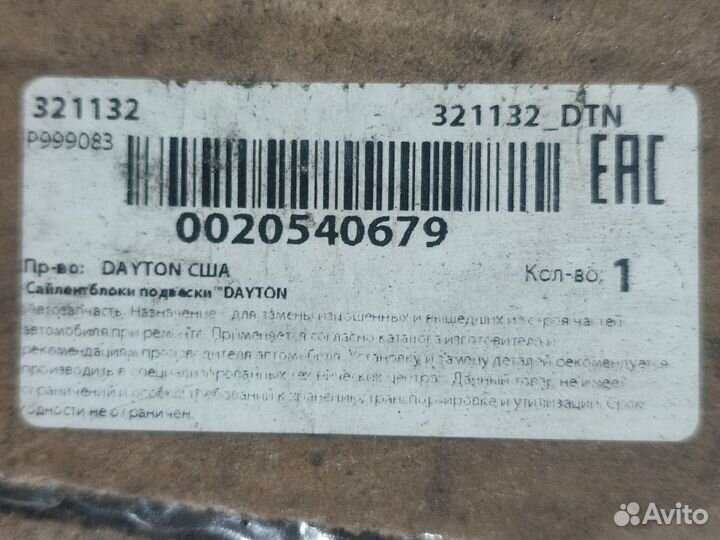 321132
321132_DTN
P999083
EAC
0020540679
Пр-во: DAYTON США
Кол-во: 1
Сайлентблоки подвески ™DAYTON
Автозапчасть. Назначение - для замены изношенных и вышедших из строя частей
автомобиля при ремонте. Применяется согласно каталога изготовителя и
рекомендациям производителя автомобиля. Установку и замену деталей рекомендуется
производить в специализированных технических центрах. Данный товар не имеет
ограничений и особых требований к хранению, транспортировке и утилизации. Срок
годности не ограничен.
Avito